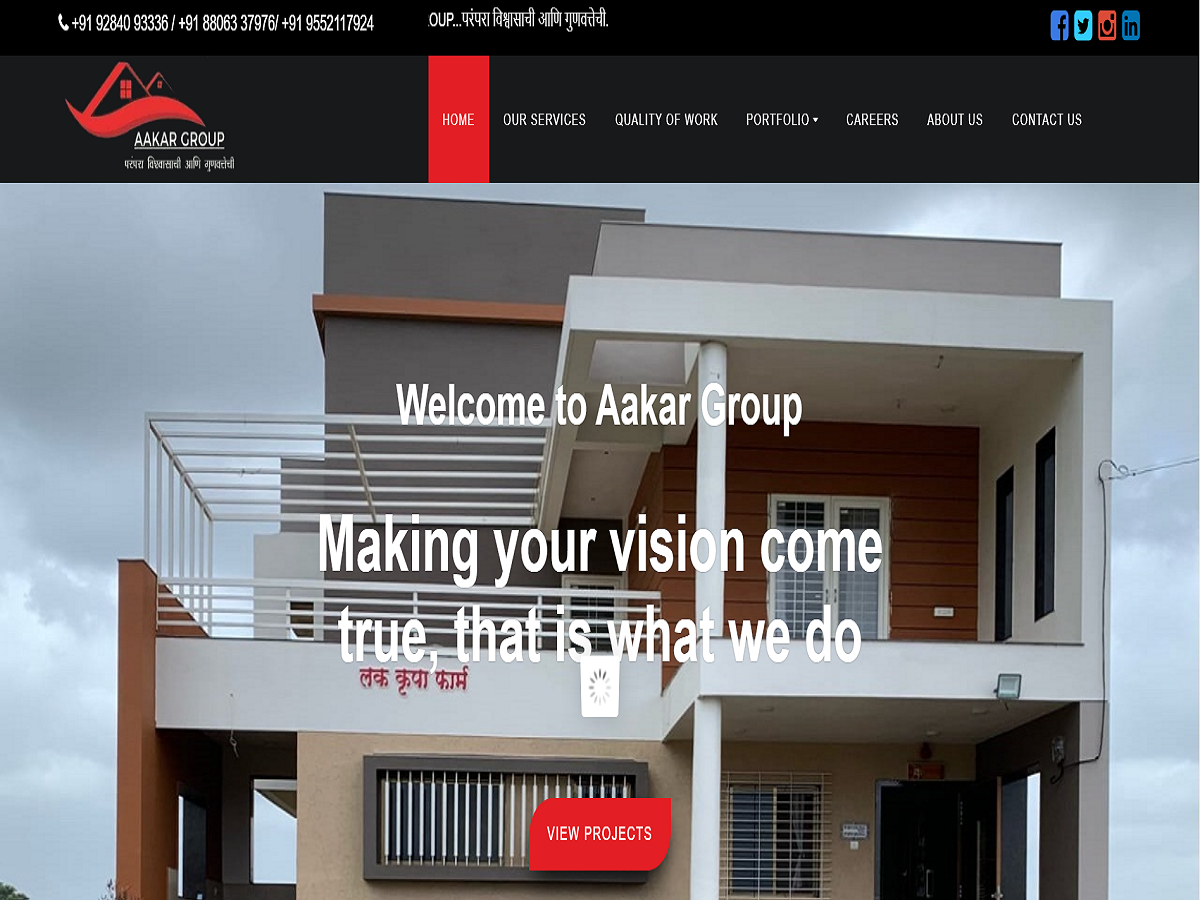 +91 92840 93336 / +91 88063 37976/ +91 9552117924
OUP...परंपरा विश्वासाची आणि गुणवत्तेची.
AAKAR GROUP
परंपरा विश्वासाची आणि गुणवत्तेची
HOME
OUR SERVICES
QUALITY OF WORK
PORTFOLIO
CAREERS
ABOUT US
CONTACT US
Welcome to Aakar Group
Making your vision come
true, that is what we do
लक कृपा फार्म
VIEW PROJECTS